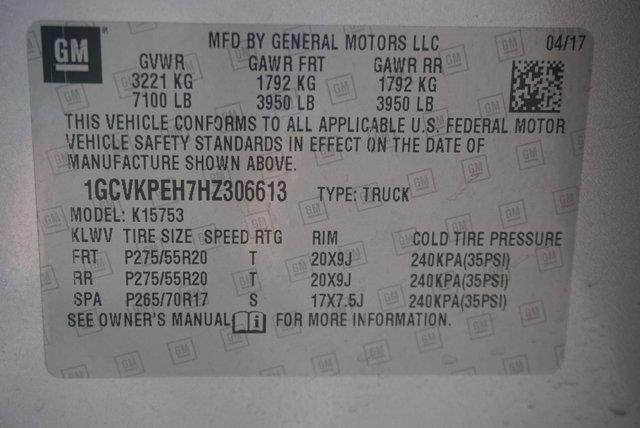 GM
MFD BY GENERAL MOTORS LLC 04/17
GVWR GAWR FRT GAWR RR
3221 KG 1792 KG 1792 KG
7100 LB 3950 LB 3950 LB
THIS VEHICLE CONFORMS TO ALL APPLICABLE U.S. FEDERAL MOTOR
VEHICLE SAFETY STANDARDS IN EFFECT ON THE DATE OF
MANUFACTURE SHOWN ABOVE.
1GCVKPEH7HZ306613 TYPE: TRUCK
MODEL: K15753
KLWV TIRE SIZE SPEED RTG RIM COLD TIRE PRESSURE
FRT P275/55R20 T 20X9J 240KPA(35PSI)
RR P275/55R20 T 20X9J 240KPA(35PSI)
SPA P265/70R17 S 17X7.5J 240KPA(35PSI)
SEE OWNER'S MANUAL i FOR MORE INFORMATION.